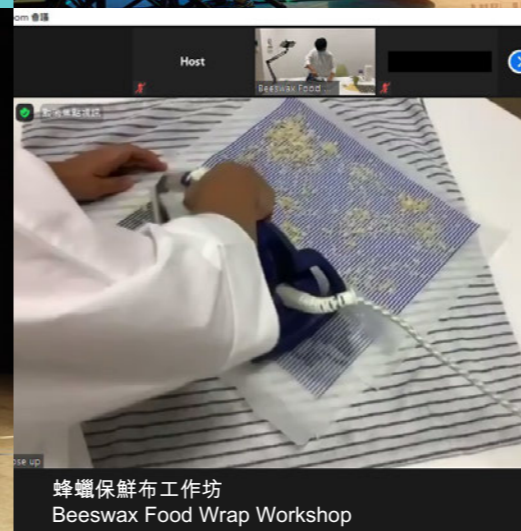 oom 會議
Host
Beeswax Food ...
ose up
蜂蠟保鮮布工作坊
Beeswax Food Wrap Workshop